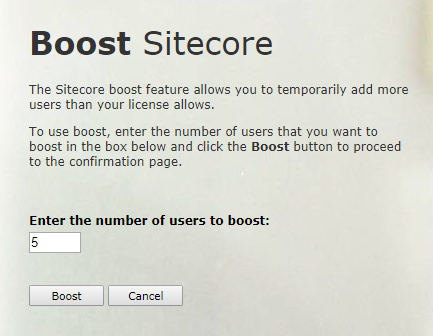 Boost Sitecore
The Sitecore boost feature allows you to temporarily add more
users than your license allows.
To use boost, enter the number of users that you want to
boost in the box below and click the Boost button to proceed
to the confirmation page.
Enter the number of users to boost:
5
Boost Cancel